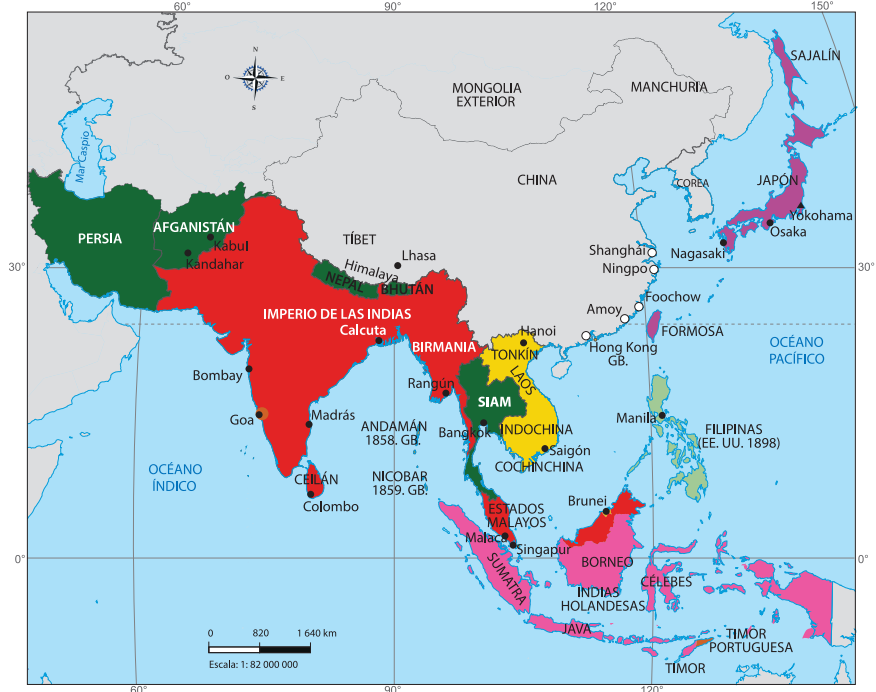 60°
90°
120°
150°
N
O
E
S
SAJALÍN
MONGOLIA
EXTERIOR
MANCHURIA
Mar Caspio
CHINA
COREA
JAPÓN
Yokohama
Osaka
Nagasaki
PERSIA
AFGANISTÁN
Kabul
Kandahar
TÍBET
Lhasa
Himalaya
NEPAL
BHUTÁN
Shanghái
Ningpo
30°
30°
Foochow
Amoy
FORMOSA
Hong Kong
GB.
OCÉANO
PACÍFICO
IMPERIO DE LAS INDIAS
Calcuta
BIRMANIA
Hanoi
TONKÍN
LAOS
Bombay
Rangún
SIAM
Goa
Madrás
ANDAMÁN
1858. GB.
Bangkok
INDOCHINA
Saigón
COCHINCHINA
Manila
FILIPINAS
(EE. UU. 1898)
OCÉANO
ÍNDICO
CEILÁN
Colombo
NICOBAR
1859. GB.
ESTADOS
MALAYOS
Brunei
Malaca
Singapur
0°
0°
SUMATRA
BORNEO
CÉLEBES
INDIAS
HOLANDESAS
JAVA
TIMOR
PORTUGUESA
TIMOR
0 820 1 640 km
Escala: 1: 82 000 000
60°
90°
120°
150°